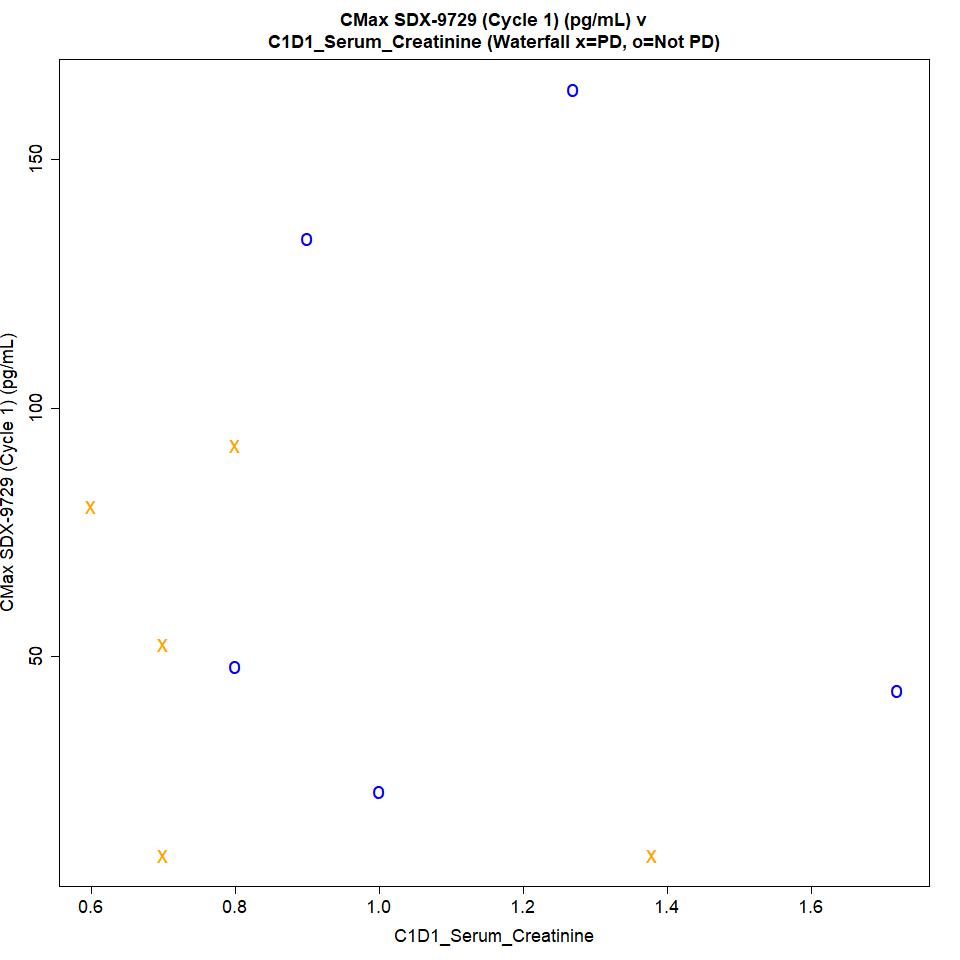 CMax SDX-9729 (Cycle 1) (pg/mL) v
C1D1_Serum_Creatinine (Waterfall x=PD, o=Not PD)
CMax SDX-9729 (Cycle 1) (pg/mL)
150
100
50
O
O
X
X
X
O
O
O
X
X
0.6
0.8
1.0
1.2
1.4
1.6
C1D1_Serum_Creatinine